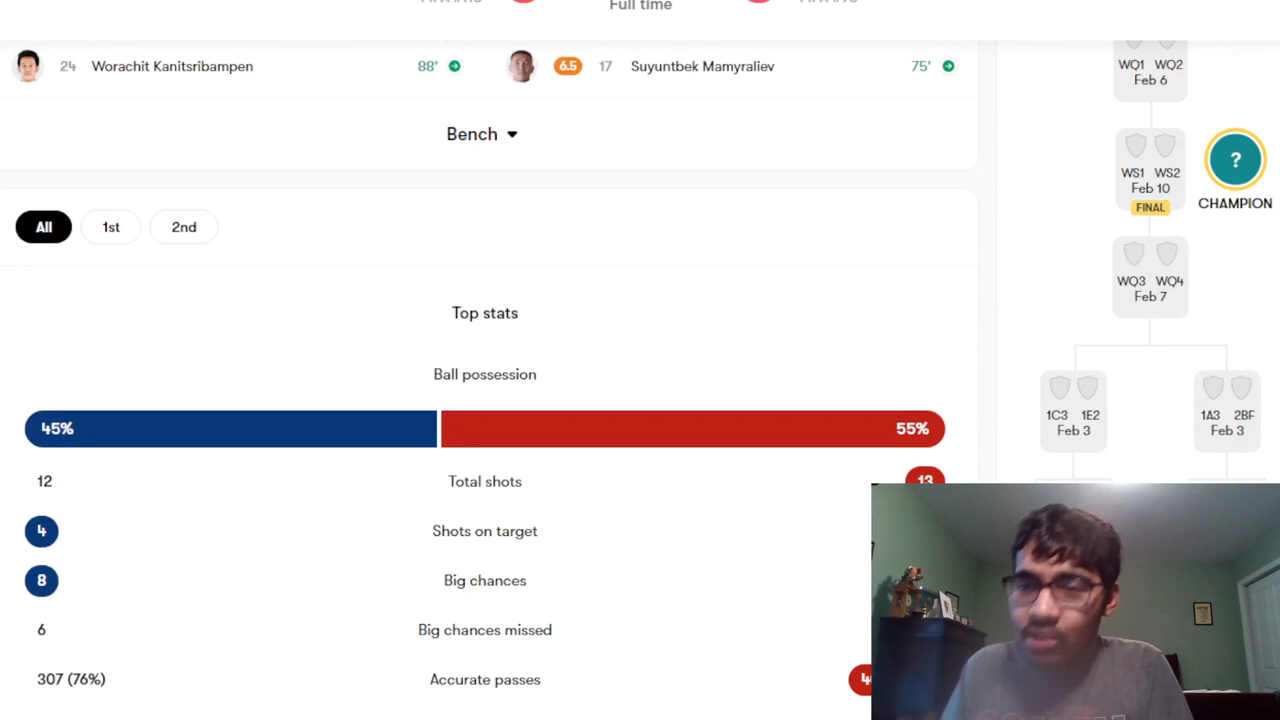 Full time
24 Worachit Kanitsribampen 88' 6.5 17 Suyuntbek Mamyraliev 75'
Bench
All 1st 2nd
Top stats
Ball possession
45% 55%
12 Total shots 13
4 Shots on target
8 Big chances
6 Big chances missed
307 (76%) Accurate passes
WQ1 WQ2
Feb 6
WS1 WS2
Feb 10
FINAL
?
CHAMPION
WQ3 WQ4
Feb 7
1C3 1E2
Feb 3
1A3 2BF
Feb 3